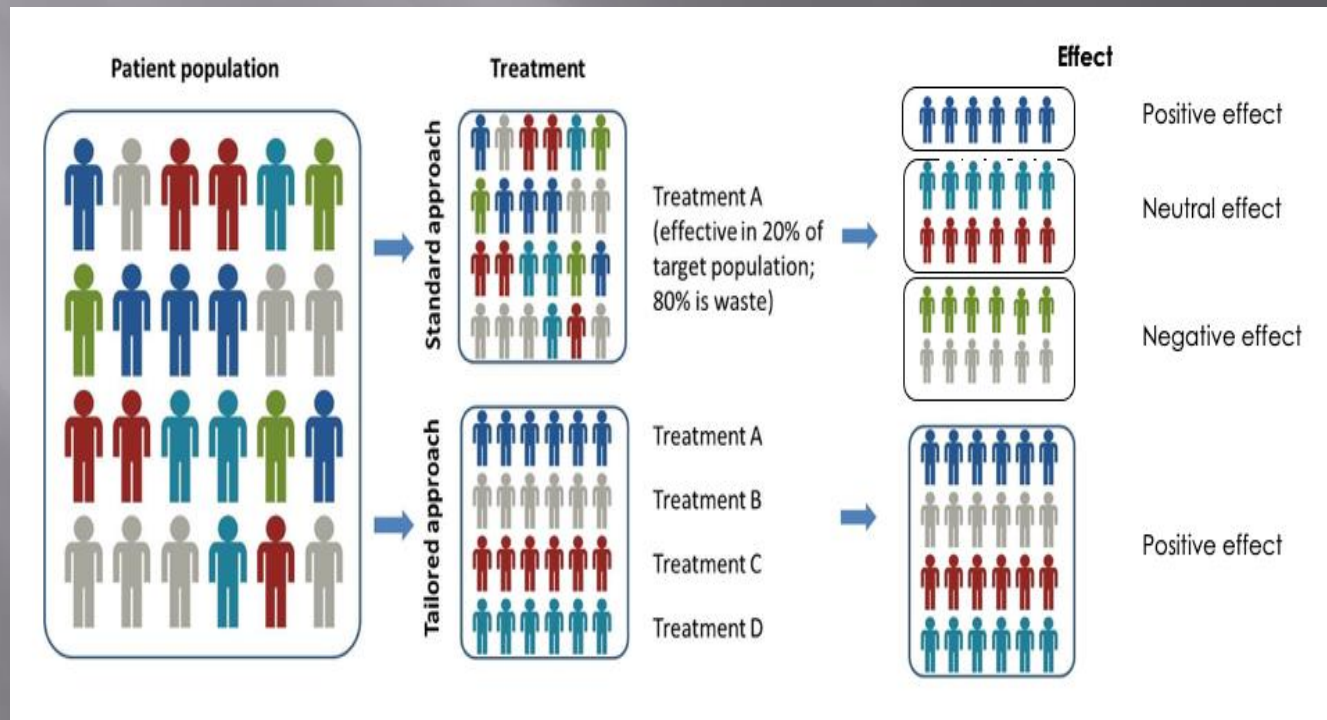 Patient population
Treatment
Effect
Standard approach
Treatment A
(effective in 20% of
target population;
80% is waste)
Positive effect
Neutral effect
Negative effect
Tailored approach
Treatment A
Treatment B
Treatment C
Treatment D
Positive effect